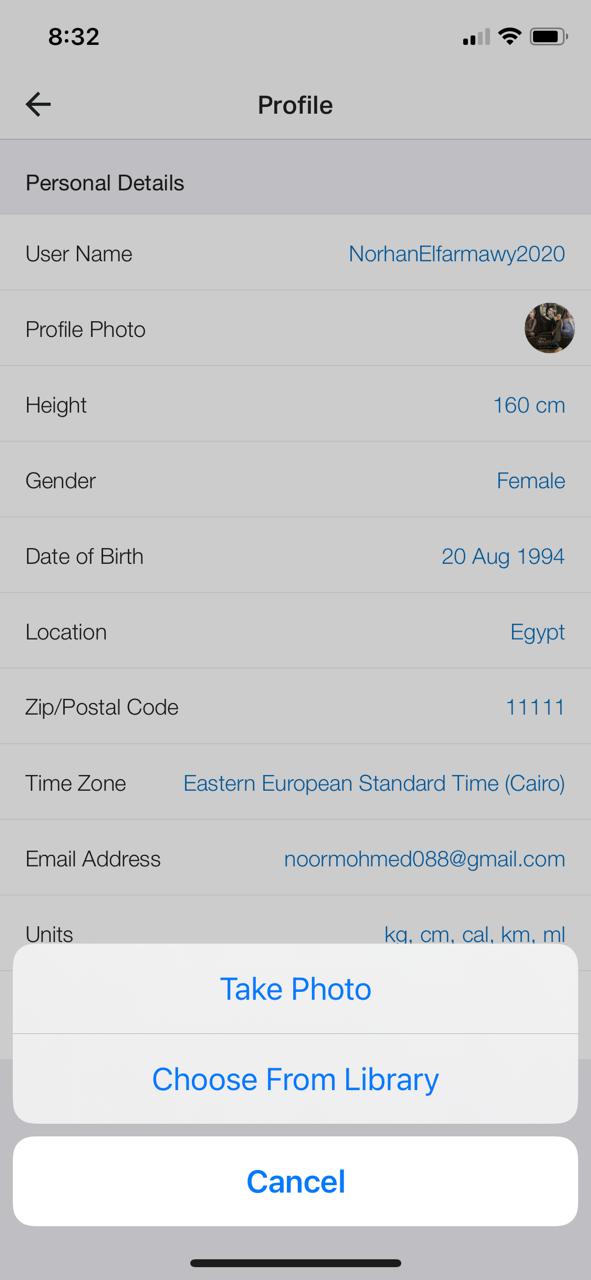 8:32
Profile
Personal Details
User Name NorhanElfarmawy2020
Profile Photo
Height 160 cm
Gender Female
Date of Birth 20 Aug 1994
Location Egypt
Zip/Postal Code 11111
Time Zone Eastern European Standard Time (Cairo)
Email Address noormohmed088@gmail.com
Units kg, cm, cal, km, ml
Take Photo
Choose From Library
Cancel